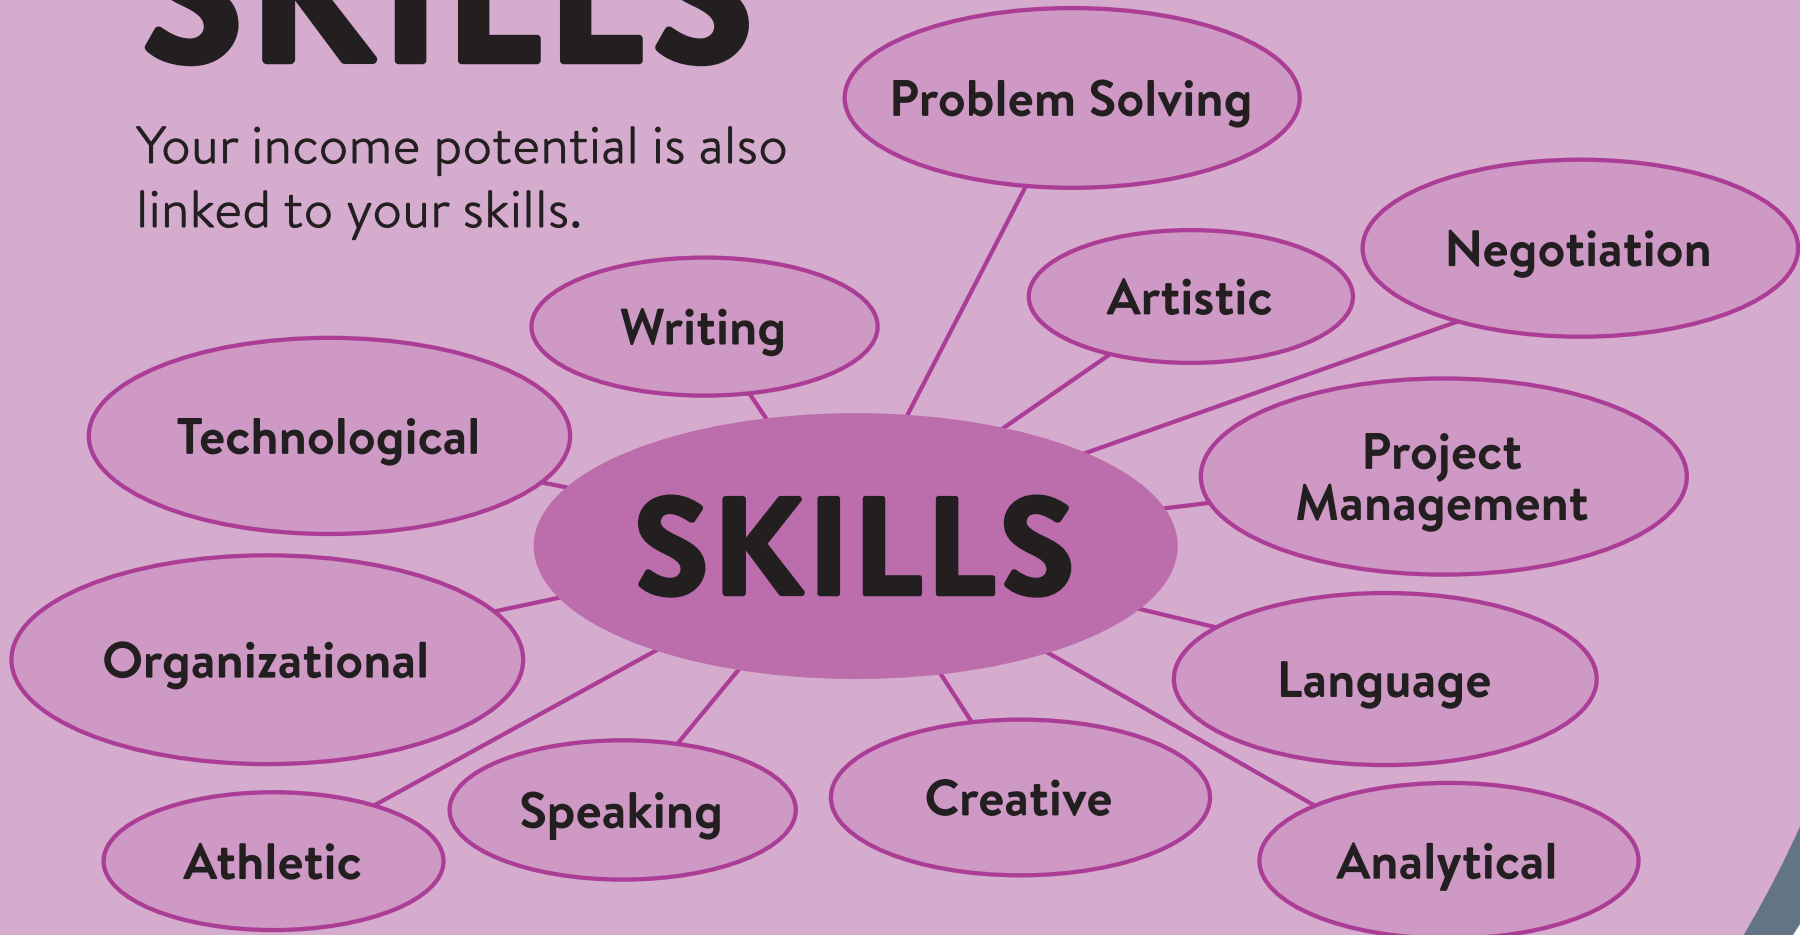 SKILLS
Your income potential is also
linked to your skills.
Problem Solving
Negotiation
Artistic
Writing
Technological
Project
Management
SKILLS
Organizational
Language
Speaking
Creative
Athletic
Analytical